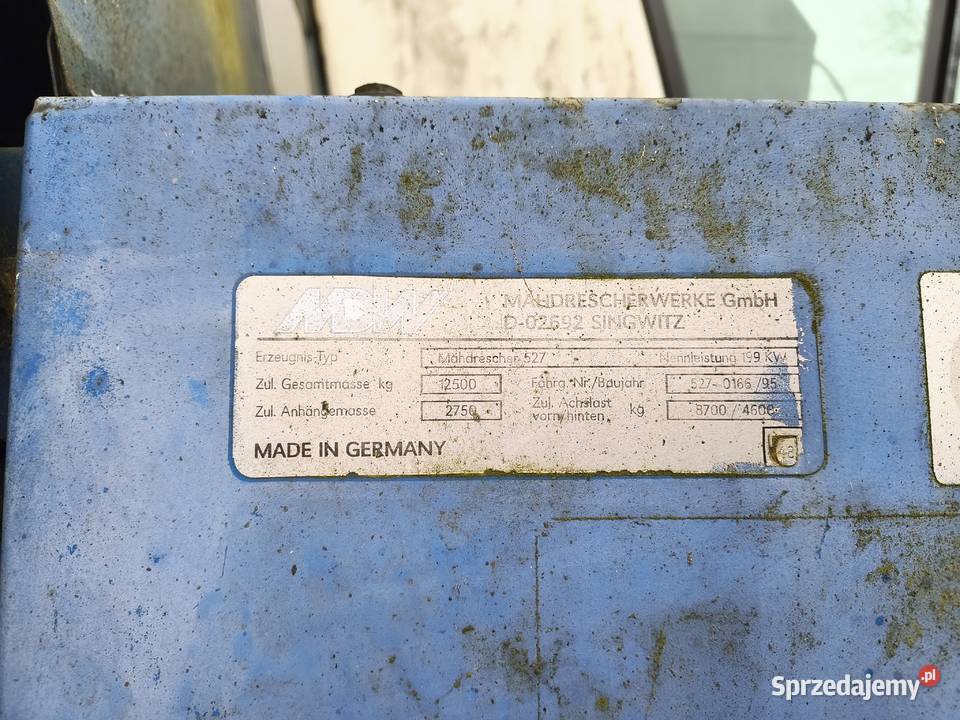 MDW
MÄHDRESCHERWERKE GmbH
D-02692 SINGWITZ
Erzeugnis-Typ Mähdrescher 527 Nennleistung 199 KW
Zul. Gesamtmasse kg 12500 Fahrg. Nr./Baujahr 527-0166/95
Zul. Anhängemasse 2750 Zul. Achslast vorn/hinten kg 8700/4600
MADE IN GERMANY
Sprzedajemy.pl